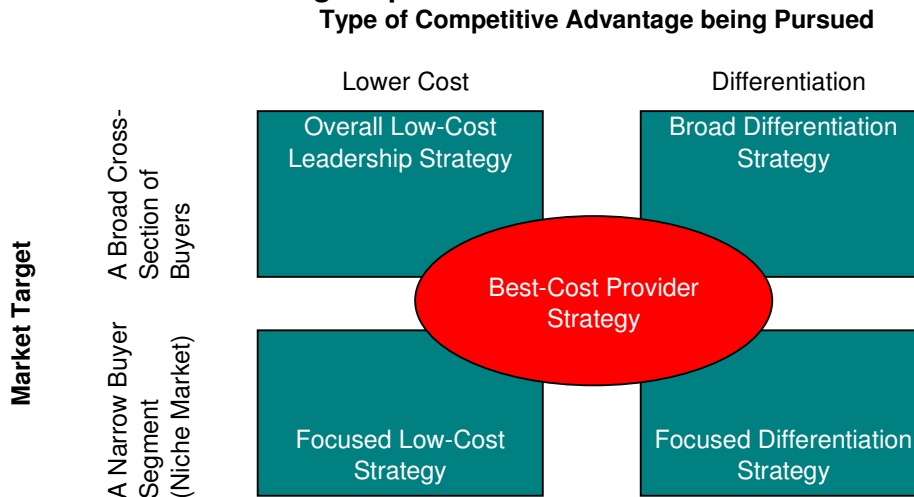 Type of Competitive Advantage being Pursued
Lower Cost
Differentiation
Market Target
A Broad Cross-
Section of
Buyers
Overall Low-Cost
Leadership Strategy
Broad Differentiation
Strategy
Best-Cost Provider
Strategy
A Narrow Buyer
Segment
(Niche Market)
Focused Low-Cost
Strategy
Focused Differentiation
Strategy